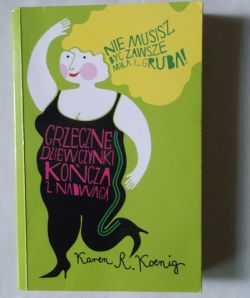 NIE MUSISZ
BYĆ ZAWSZE
MIŁA I... GRUBA!
GRZECZNE
DZIEWCZYNKI
KOŃCZĄ
Z NADWAGĄ
Karen R. Koenig